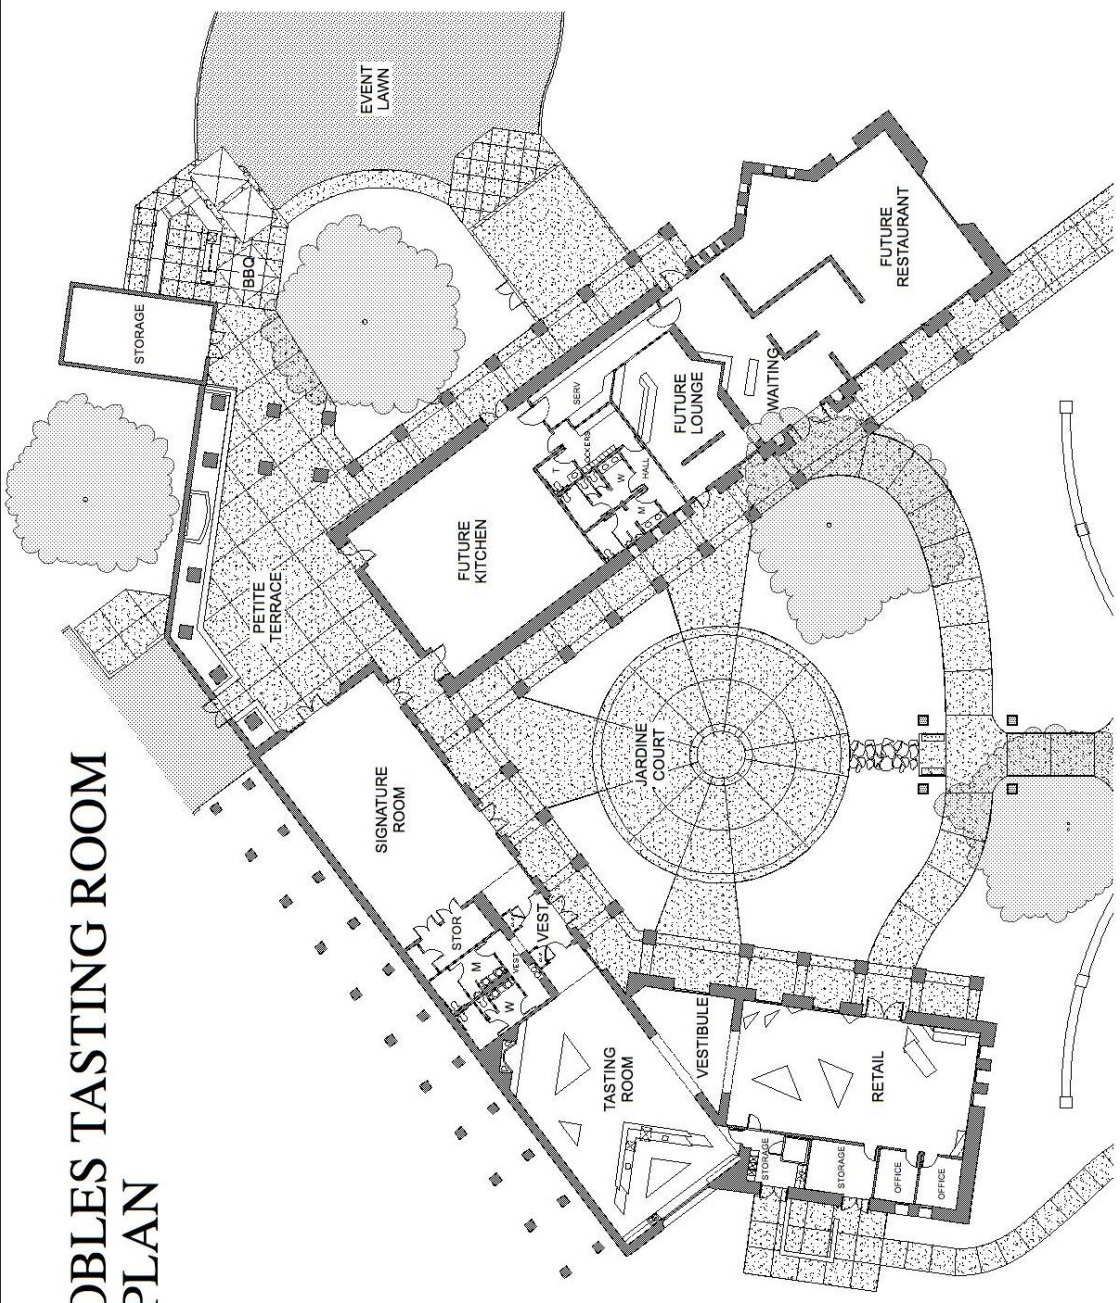 OBLES TASTING ROOM
PLAN
STORAGE
BBQ
EVENT
LAWN
PETITE
TERRACE
SIGNATURE
ROOM
FUTURE
KITCHEN
T
LOCKERS
SERV
W
M
HALL
FUTURE
LOUNGE
WAITING
FUTURE
RESTAURANT
STOR
M
W
VEST
VEST
JARDINE
COURT
TASTING
ROOM
VESTIBULE
STORAGE
STORAGE
RETAIL
OFFICE
OFFICE